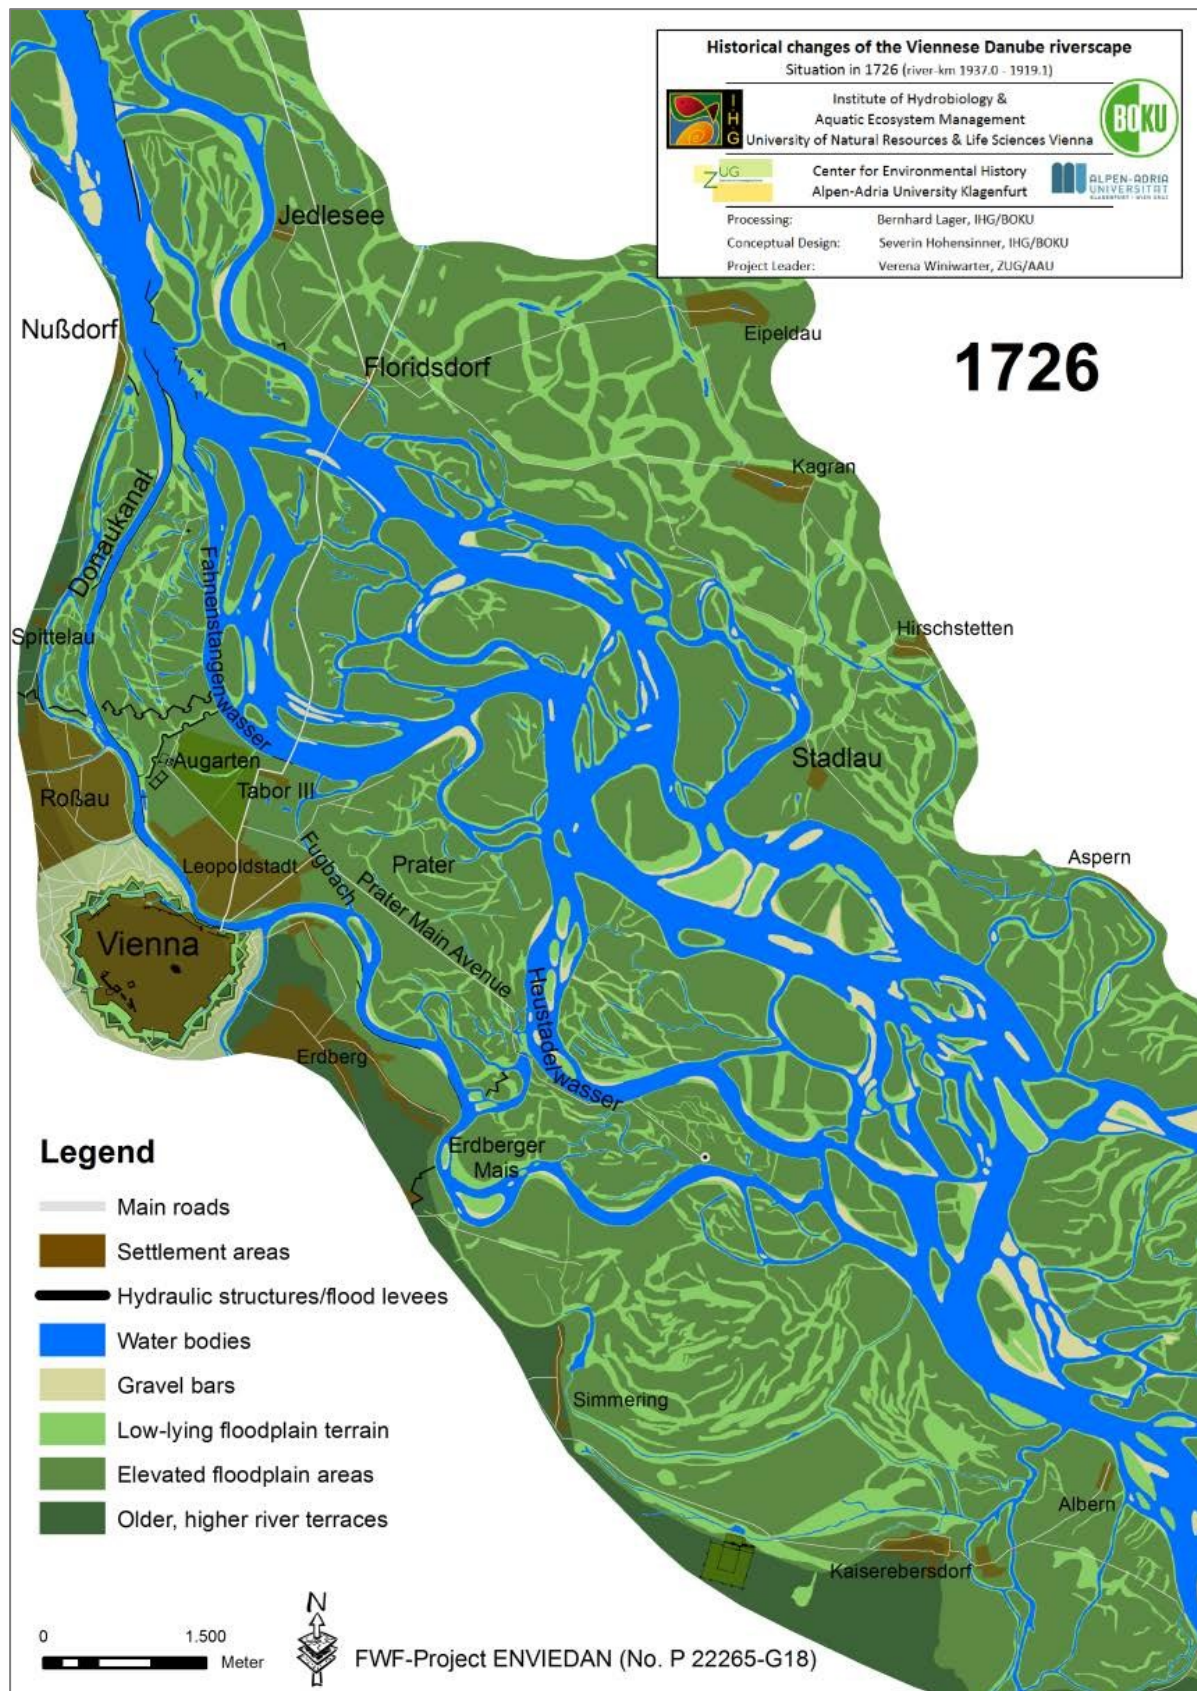 Historical changes of the Viennese Danube riverscape
Situation in 1726 (river-km 1937.0 - 1919.1)
I·H·G
Institute of Hydrobiology &
Aquatic Ecosystem Management
University of Natural Resources & Life Sciences Vienna
BOKU
ZUG
Center for Environmental History
Alpen-Adria University Klagenfurt
ALPEN-ADRIA
UNIVERSITÄT
KLAGENFURT | WIEN GRAZ
Processing: Bernhard Lager, IHG/BOKU
Conceptual Design: Severin Hohensinner, IHG/BOKU
Project Leader: Verena Winiwarter, ZUG/AAU
1726
Jedlesee
Nußdorf
Eipeldau
Floridsdorf
Kagran
Donaukanal
Fahnenstangenwasser
Spittelau
Hirschstetten
Augarten
Stadlau
Roßau
Tabor III
Leopoldstadt
Fugbach
Prater
Aspern
Prater Main Avenue
Vienna
Heustadelwasser
Erdberg
Erdberger
Mais
Simmering
Albern
Kaiserebersdorf
Legend
Main roads
Settlement areas
Hydraulic structures/flood levees
Water bodies
Gravel bars
Low-lying floodplain terrain
Elevated floodplain areas
Older, higher river terraces
0 1.500
Meter
N
FWF-Project ENVIEDAN (No. P 22265-G18)